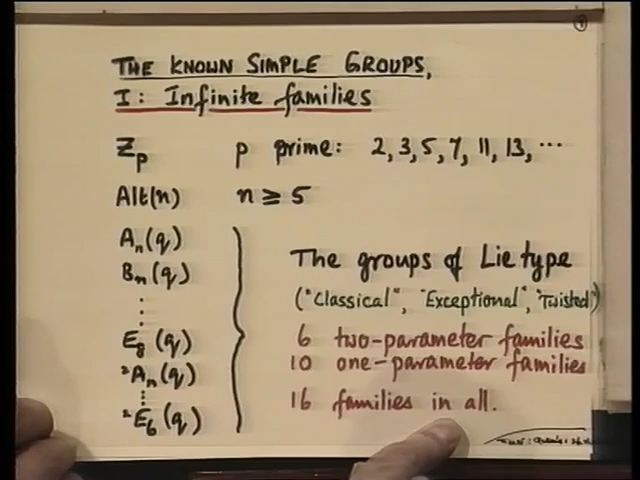 ①
THE KNOWN SIMPLE GROUPS,
I: Infinite families
Z_p p prime: 2, 3, 5, 7, 11, 13, ...
Alt(n) n ≥ 5
A_n(q)
B_n(q)
The groups of Lie type
("Classical", "Exceptional", "Twisted")
E_8(q)
6 two-parameter families
10 one-parameter families
²A_n(q)
16 families in all.
²E_6(q)